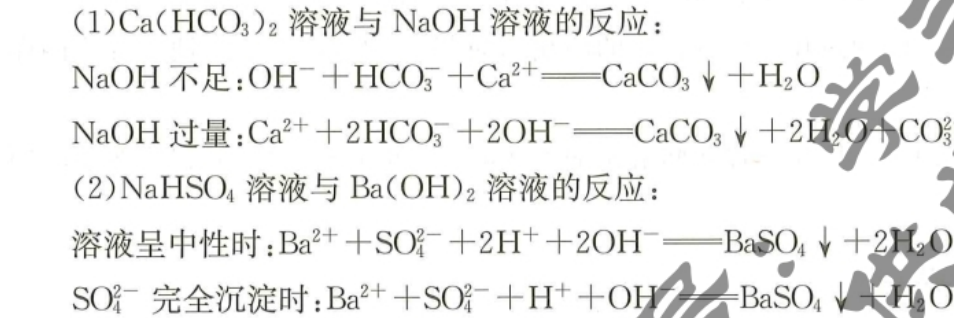 (1)Ca(HCO₃)₂ 溶液与 NaOH 溶液的反应:
NaOH 不足:OH⁻+HCO₃⁻+Ca²⁺══CaCO₃↓+H₂O
NaOH 过量:Ca²⁺+2HCO₃⁻+2OH⁻══CaCO₃↓+2H₂O+CO₃²
(2)NaHSO₄ 溶液与 Ba(OH)₂ 溶液的反应:
溶液呈中性时:Ba²⁺+SO₄²⁻+2H⁺+2OH⁻══BaSO₄↓+2H₂O
SO₄²⁻ 完全沉淀时:Ba²⁺+SO₄²⁻+H⁺+OH⁻══BaSO₄↓+H₂O